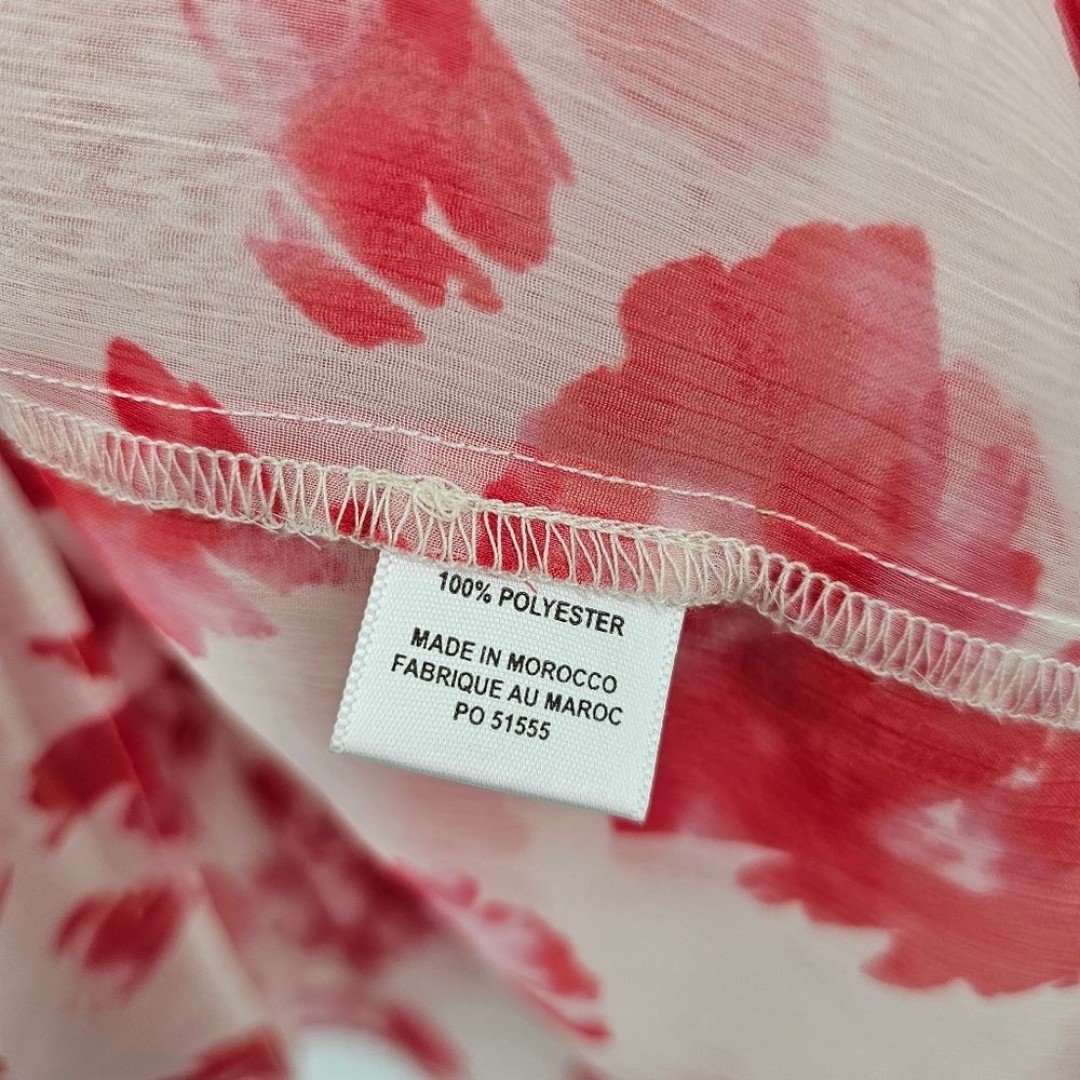 100% POLYESTER
MADE IN MOROCCO
FABRIQUE AU MAROC
PO 51555